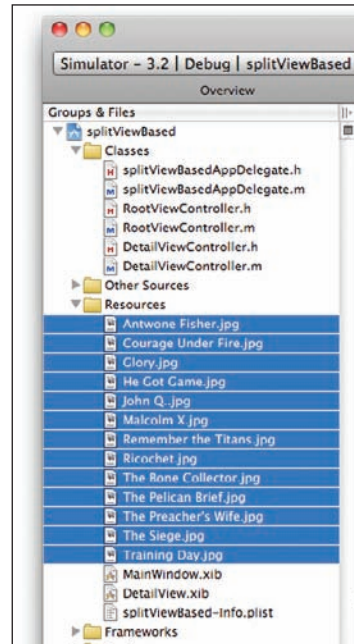 Simulator - 3.2 | Debug | splitViewBased
Overview
Groups & Files
splitViewBased
Classes
splitViewBasedAppDelegate.h
splitViewBasedAppDelegate.m
RootViewController.h
RootViewController.m
DetailViewController.h
DetailViewController.m
Other Sources
Resources
Antwone Fisher.jpg
Courage Under Fire.jpg
Glory.jpg
He Got Game.jpg
John Q..jpg
Malcolm X.jpg
Remember the Titans.jpg
Ricochet.jpg
The Bone Collector.jpg
The Pelican Brief.jpg
The Preacher's Wife.jpg
The Siege.jpg
Training Day.jpg
MainWindow.xib
DetailView.xib
splitViewBased-Info.plist
Frameworks